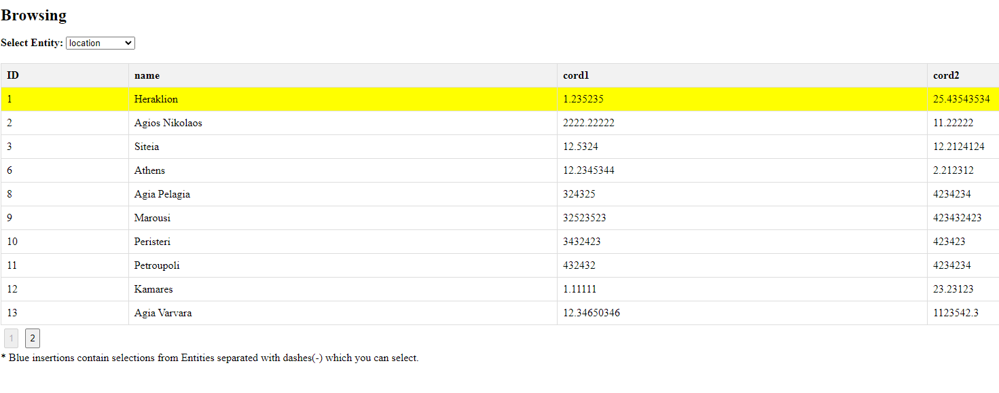 Browsing
Select Entity: location
ID name cord1 cord2
1 Heraklion 1.235235 25.43543534
2 Agios Nikolaos 2222.22222 11.22222
3 Siteia 12.5324 12.2124124
6 Athens 12.2345344 2.212312
8 Agia Pelagia 324325 4234234
9 Marousi 32523523 423432423
10 Peristeri 3432423 423423
11 Petroupoli 432432 4234234
12 Kamares 1.11111 23.23123
13 Agia Varvara 12.34650346 1123542.3
1 2
* Blue insertions contain selections from Entities separated with dashes(-) which you can select.